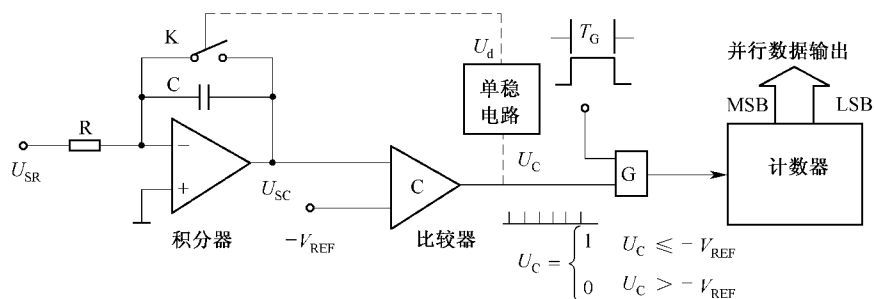 K
U_d
T_G
并行数据输出
C
单稳
电路
MSB
LSB
R
−
U_SR
+
U_SC
C
U_C
G
计数器
−V_REF
积分器
比较器
U_C = { 1 U_C ≤ − V_REF
0 U_C > − V_REF